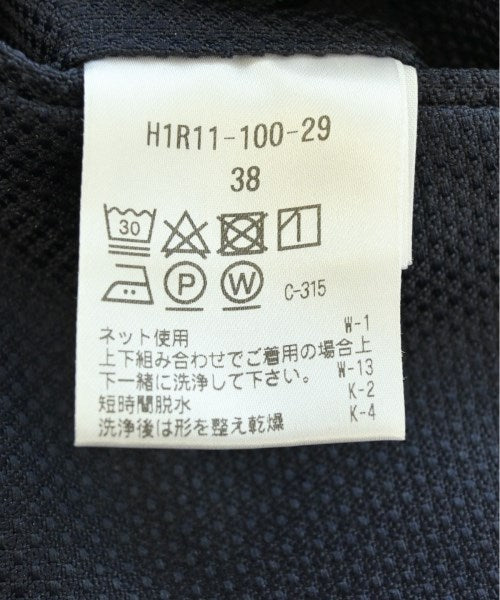 H1R11-100-29
38
30
P W C-315
ネット使用 W-1
上下組み合わせでご着用の場合上
下一緒に洗浄して下さい。 W-13
短時間脱水 K-2
洗浄後は形を整え乾燥 K-4